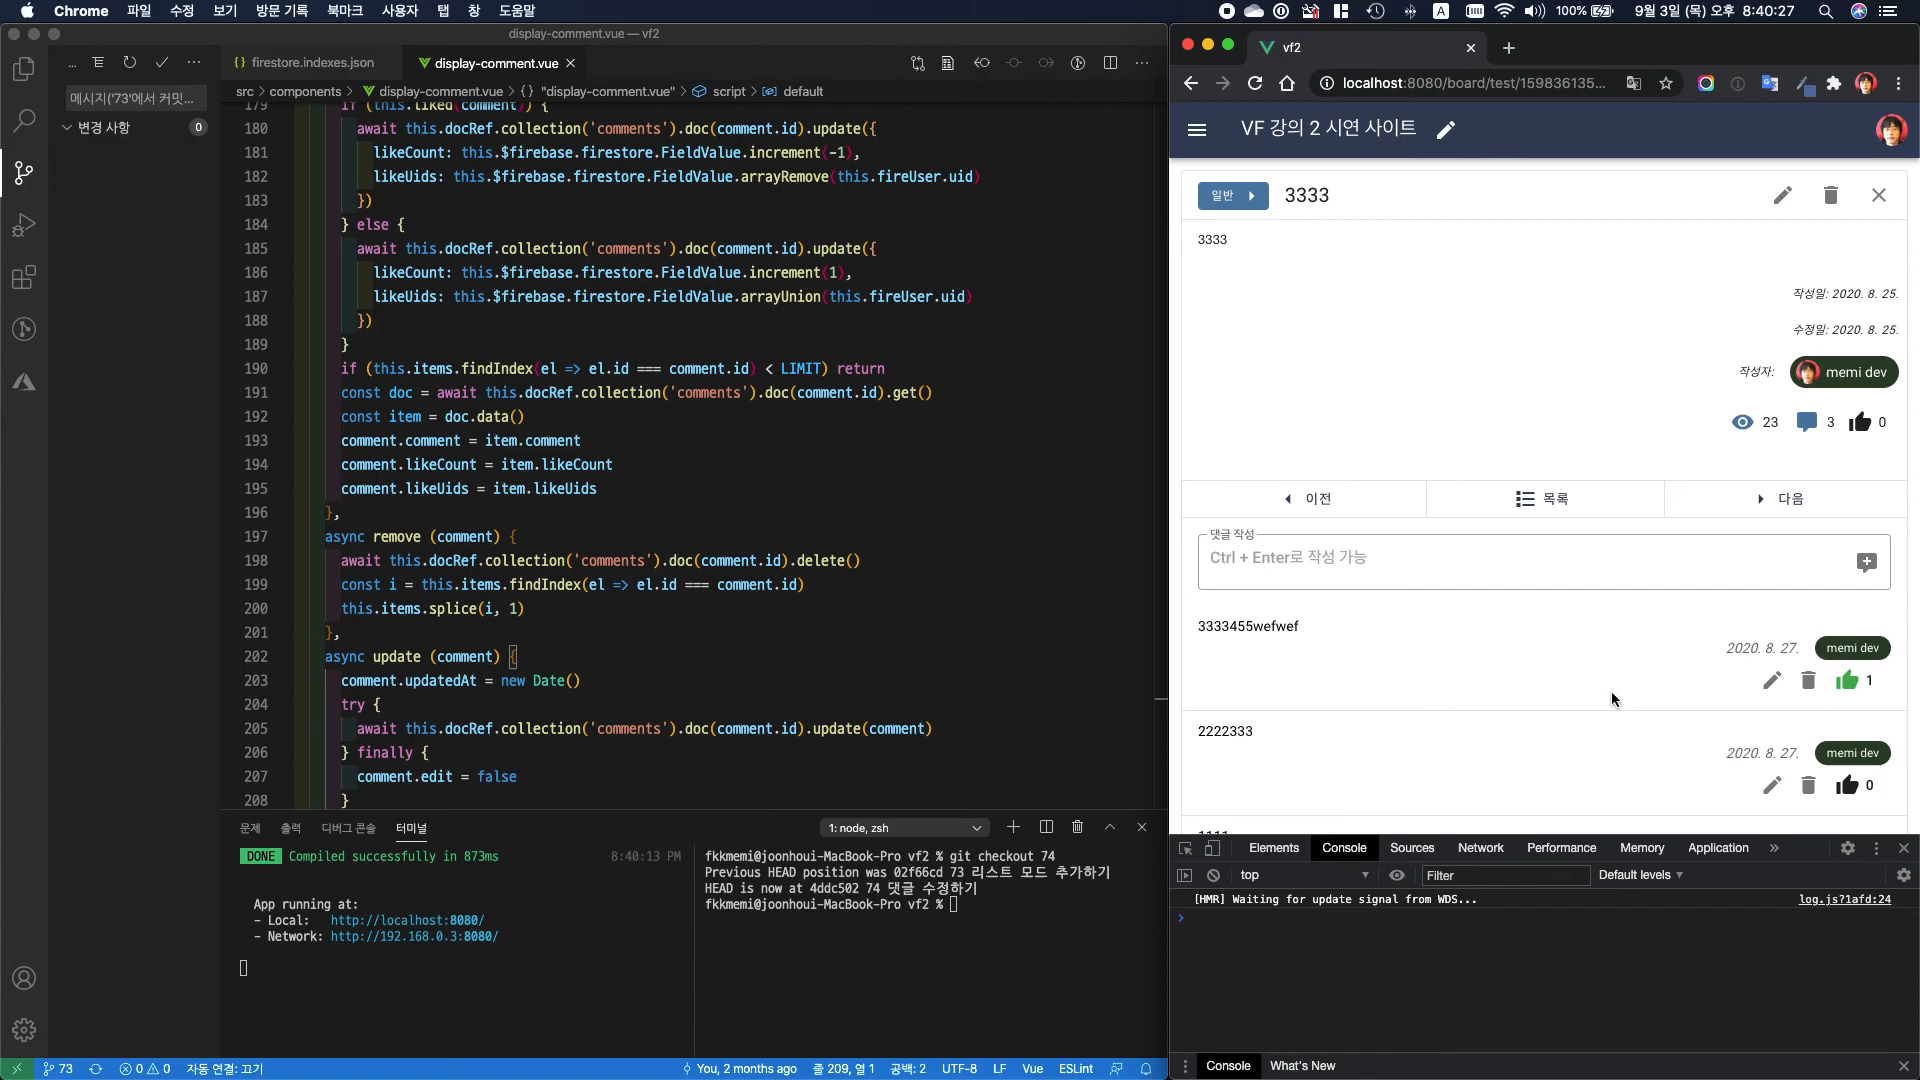 Chrome 파일 수정 보기 방문 기록 북마크 사용자 탭 창 도움말
100% 9월 3일 (목) 오후 8:40:27
display-comment.vue — vf2
firestore.indexes.json display-comment.vue
src > components > display-comment.vue > {} "display-comment.vue" > script > default
메시지('73'에서 커밋...
변경 사항 0
179 if (this.liked(comment)) {
180 await this.docRef.collection('comments').doc(comment.id).update({
181 likeCount: this.$firebase.firestore.FieldValue.increment(-1),
182 likeUids: this.$firebase.firestore.FieldValue.arrayRemove(this.fireUser.uid)
183 })
184 } else {
185 await this.docRef.collection('comments').doc(comment.id).update({
186 likeCount: this.$firebase.firestore.FieldValue.increment(1),
187 likeUids: this.$firebase.firestore.FieldValue.arrayUnion(this.fireUser.uid)
188 })
189 }
190 if (this.items.findIndex(el => el.id === comment.id) < LIMIT) return
191 const doc = await this.docRef.collection('comments').doc(comment.id).get()
192 const item = doc.data()
193 comment.comment = item.comment
194 comment.likeCount = item.likeCount
195 comment.likeUids = item.likeUids
196 },
197 async remove (comment) {
198 await this.docRef.collection('comments').doc(comment.id).delete()
199 const i = this.items.findIndex(el => el.id === comment.id)
200 this.items.splice(i, 1)
201 },
202 async update (comment) {
203 comment.updatedAt = new Date()
204 try {
205 await this.docRef.collection('comments').doc(comment.id).update(comment)
206 } finally {
207 comment.edit = false
208 }
문제 출력 디버그 콘솔 터미널 1: node, zsh
DONE Compiled successfully in 873ms 8:40:13 PM
App running at:
- Local: http://localhost:8080/
- Network: http://192.168.0.3:8080/
fkkmemi@joonhoui-MacBook-Pro vf2 % git checkout 74
Previous HEAD position was 02f66cd 73 리스트 모드 추가하기
HEAD is now at 4ddc502 74 댓글 수정하기
fkkmemi@joonhoui-MacBook-Pro vf2 %
73 0 0 자동 연결: 끄기 You, 2 months ago 줄 209, 열 1 공백: 2 UTF-8 LF Vue ESLint
vf2
localhost:8080/board/test/159836135...
VF 강의 2 시연 사이트
일반 3333
3333
작성일: 2020. 8. 25.
수정일: 2020. 8. 25.
작성자: memi dev
23 3 0
이전 목록 다음
댓글 작성
Ctrl + Enter로 작성 가능
3333455wefwef
2020. 8. 27. memi dev
1
2222333
2020. 8. 27. memi dev
0
1111
Elements Console Sources Network Performance Memory Application »
top Filter Default levels
[HMR] Waiting for update signal from WDS... log.js?1afd:24
Console What's New